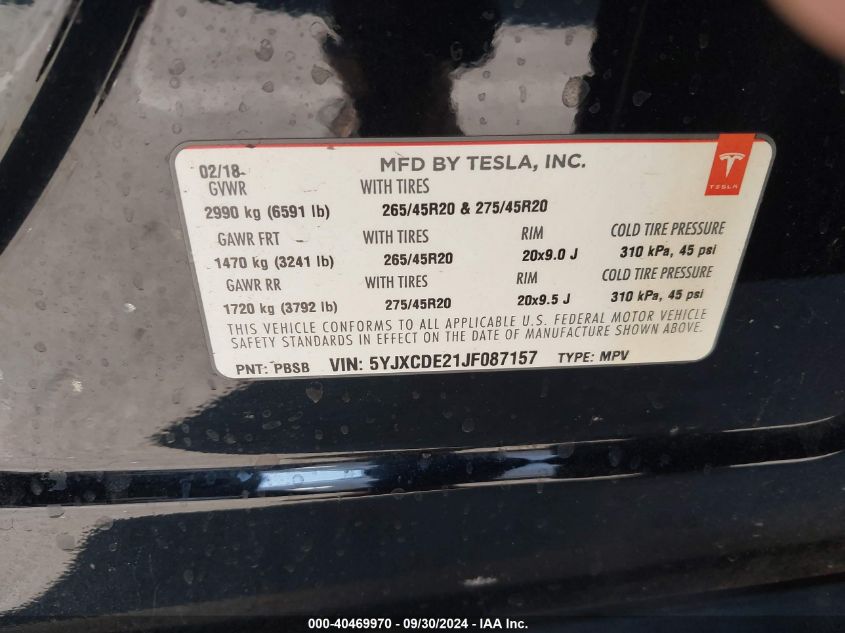 02/18 MFD BY TESLA, INC.
TESLA
GVWR WITH TIRES
2990 kg (6591 lb) 265/45R20 & 275/45R20
GAWR FRT WITH TIRES RIM COLD TIRE PRESSURE
1470 kg (3241 lb) 265/45R20 20x9.0 J 310 kPa, 45 psi
GAWR RR WITH TIRES RIM COLD TIRE PRESSURE
1720 kg (3792 lb) 275/45R20 20x9.5 J 310 kPa, 45 psi
THIS VEHICLE CONFORMS TO ALL APPLICABLE U.S. FEDERAL MOTOR VEHICLE
SAFETY STANDARDS IN EFFECT ON THE DATE OF MANUFACTURE SHOWN ABOVE.
PNT: PBSB VIN: 5YJXCDE21JF087157 TYPE: MPV
000-40469970 - 09/30/2024 - IAA Inc.